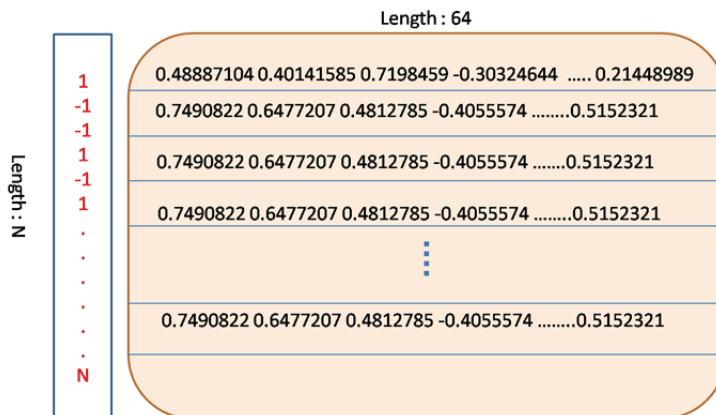 Length : 64
Length : N
1
-1
-1
1
-1
1
.
.
.
.
.
.
N
0.48887104 0.40141585 0.7198459 -0.30324644 ..... 0.21448989
0.7490822 0.6477207 0.4812785 -0.4055574 ........0.5152321
0.7490822 0.6477207 0.4812785 -0.4055574 ........0.5152321
0.7490822 0.6477207 0.4812785 -0.4055574 ........0.5152321
0.7490822 0.6477207 0.4812785 -0.4055574 ........0.5152321